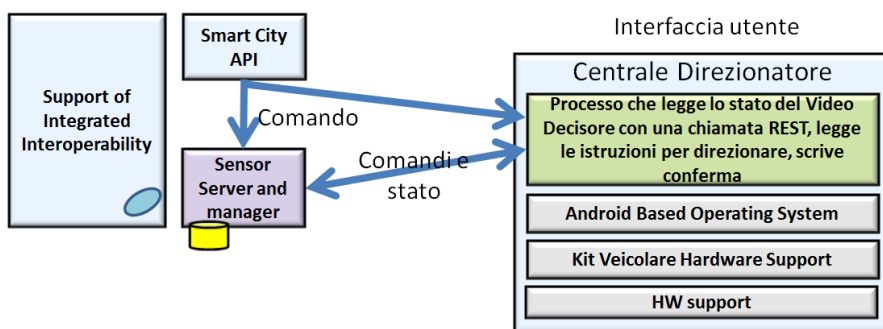 Interfaccia utente
Smart City
API
Support of
Integrated
Interoperability
Comando
Sensor
Server and
manager
Comandi e
stato
Centrale Direzionatore
Processo che legge lo stato del Video
Decisore con una chiamata REST, legge
le istruzioni per direzionare, scrive
conferma
Android Based Operating System
Kit Veicolare Hardware Support
HW support